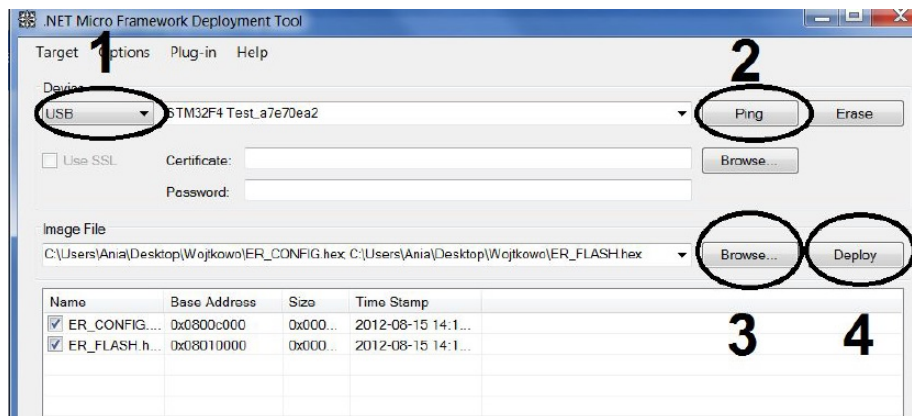 .NET Micro Framework Deployment Tool
Target Options Plug-in Help
1
2
Device
USB STM32F4 Test_a7e70ea2 Ping Erase
Use SSL Certificate: Browse...
Password:
Image File
C:\Users\Ania\Desktop\Wojtkowo\ER_CONFIG.hex; C:\Users\Ania\Desktop\Wojtkowo\ER_FLASH.hex Browse... Deploy
Name Base Address Size Time Stamp
ER_CONFIG.... 0x0800c000 0x000... 2012-08-15 14:1...
ER_FLASH.h... 0x08010000 0x000... 2012-08-15 14:1...
3
4